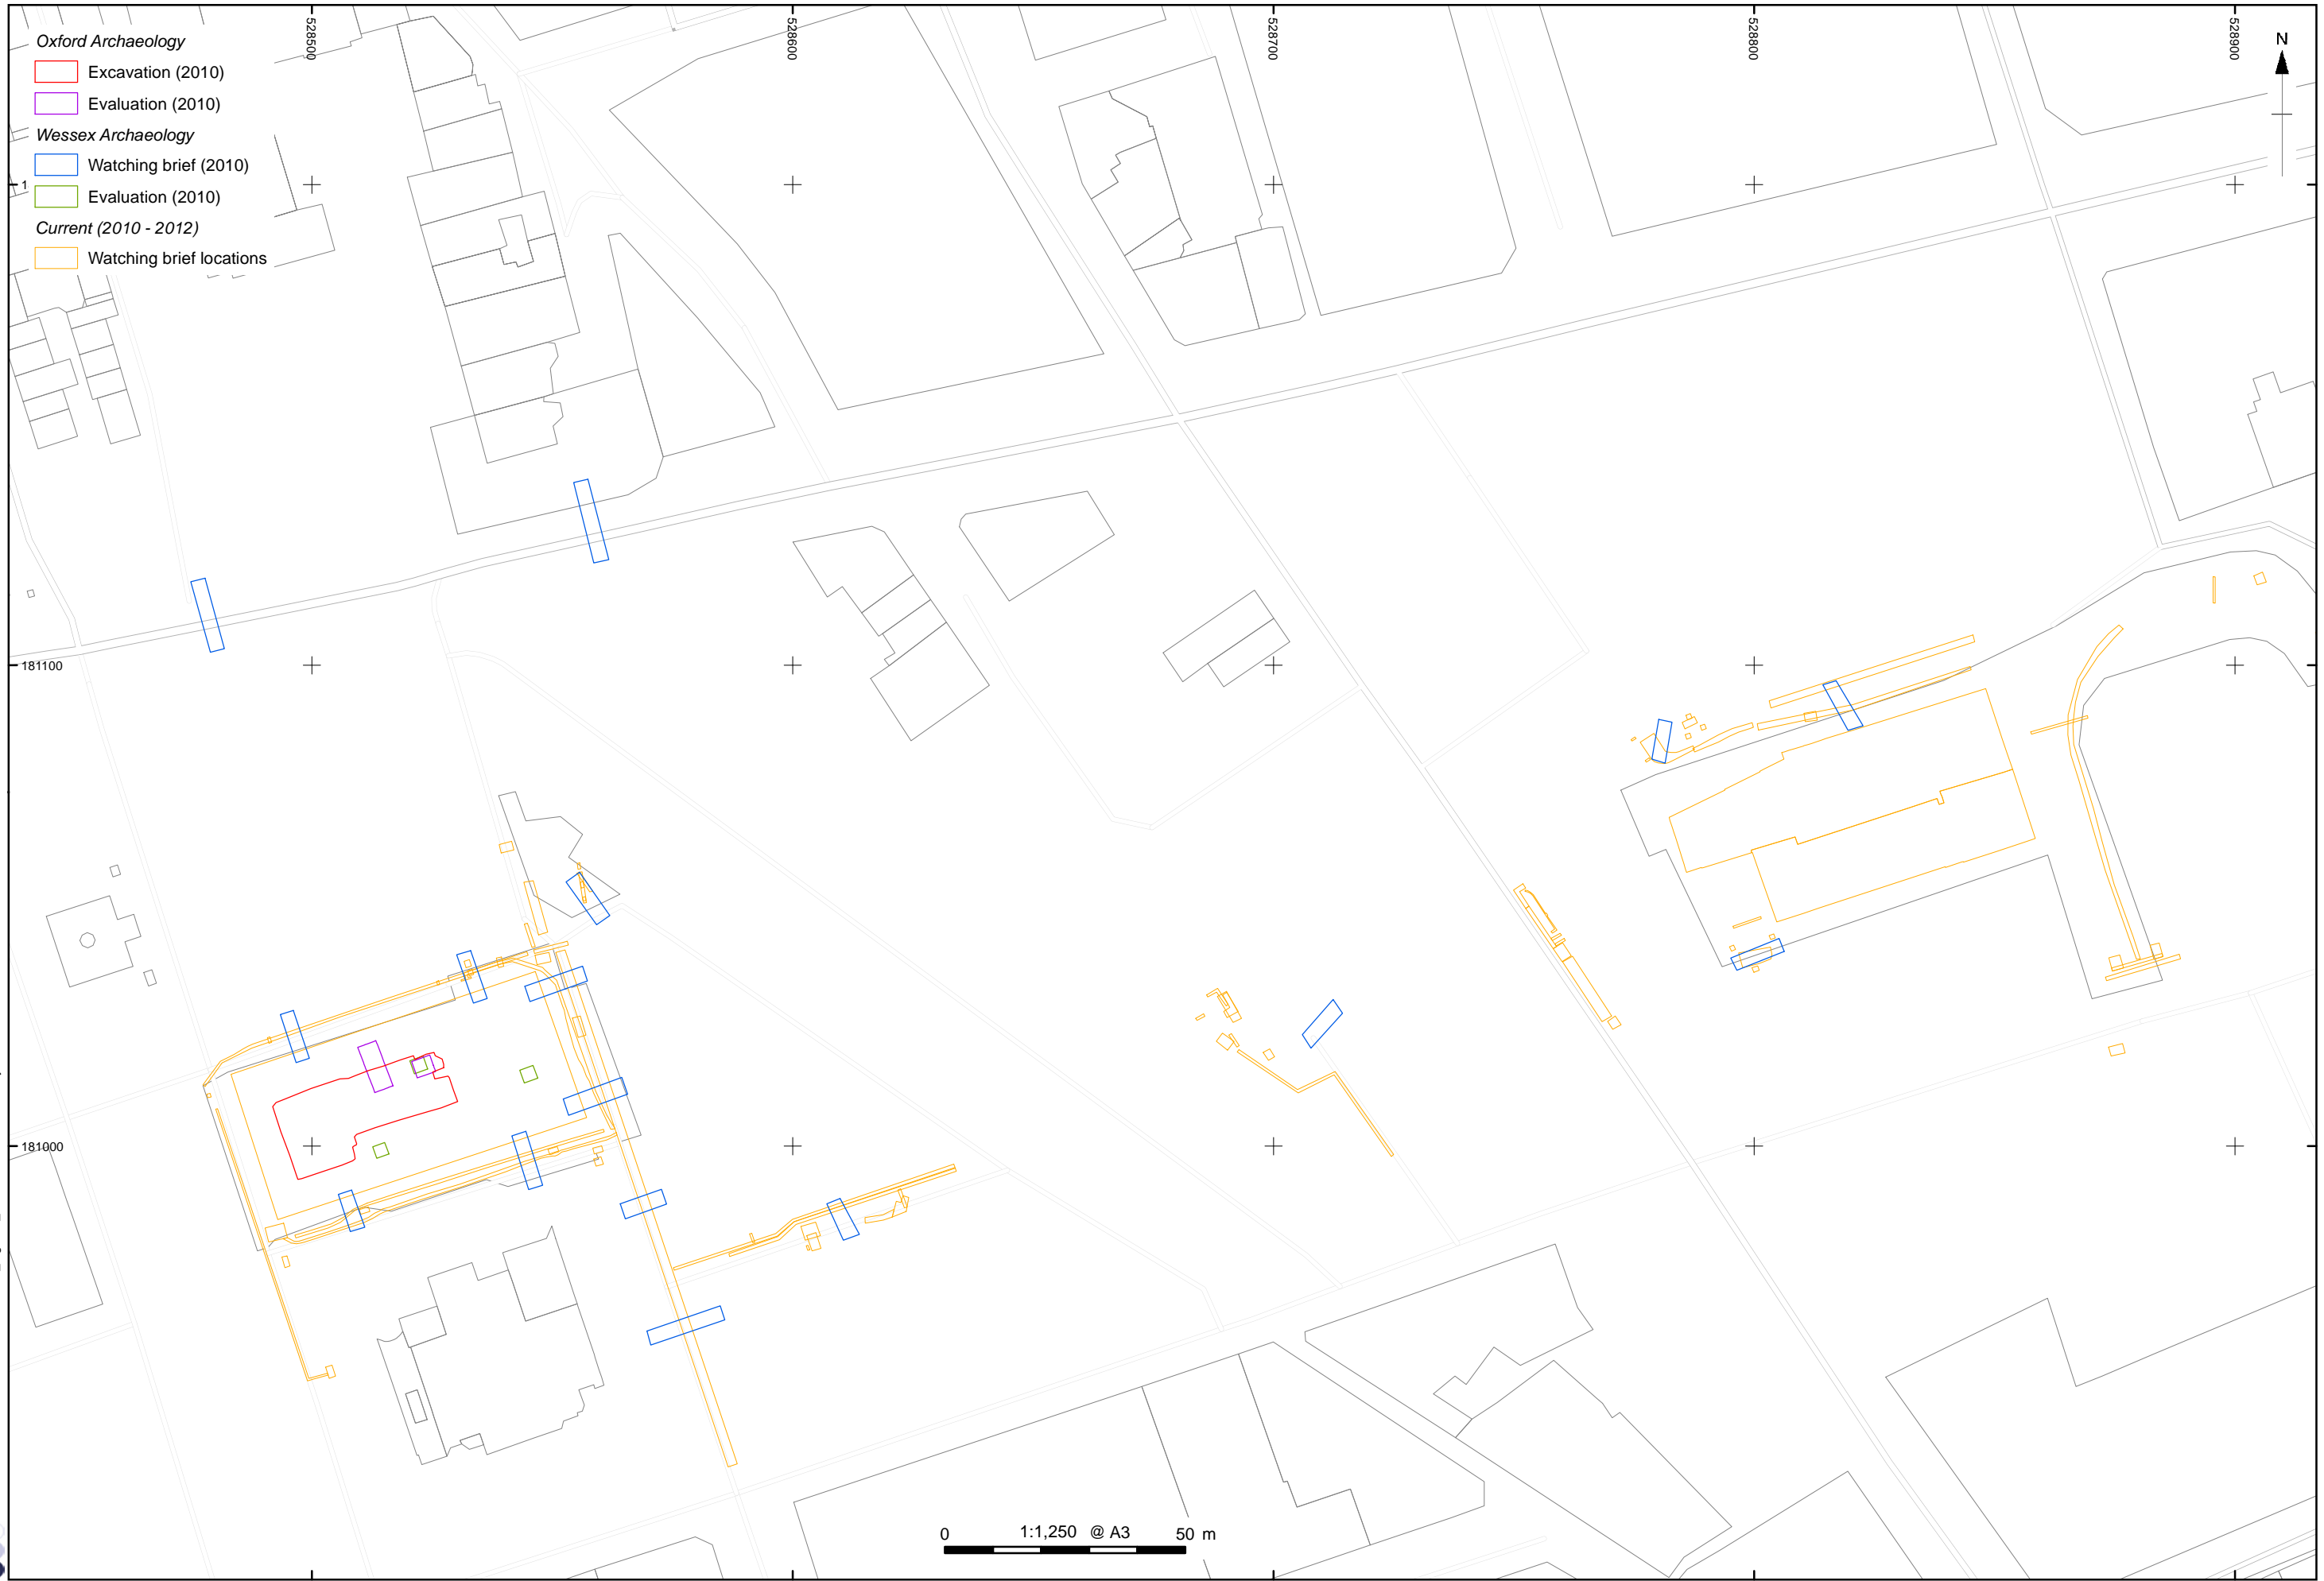 Oxford Archaeology
Excavation (2010)
Evaluation (2010)
Wessex Archaeology
Watching brief (2010)
Evaluation (2010)
Current (2010 - 2012)
Watching brief locations
528500
528600
528700
528800
528900
N
1
181100
181000
0 1:1,250 @ A3 50 m